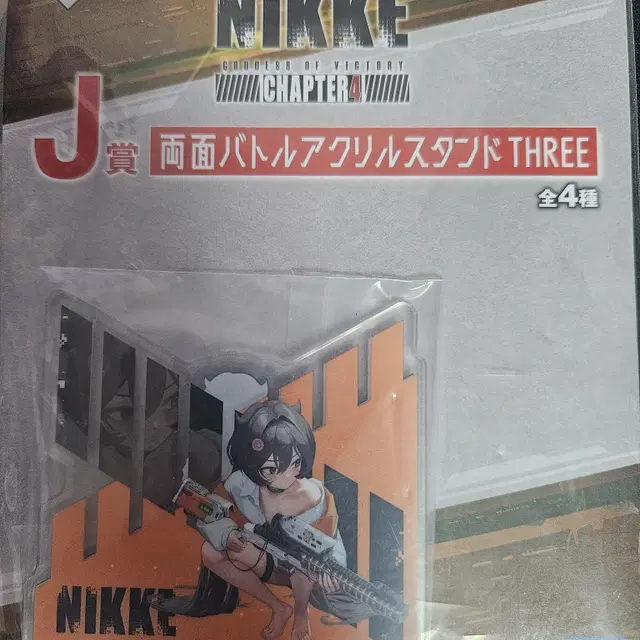 NIKKE
GODDESS OF VICTORY
CHAPTER4
J賞
両面バトルアクリルスタンド THREE
全4種
NIKKE